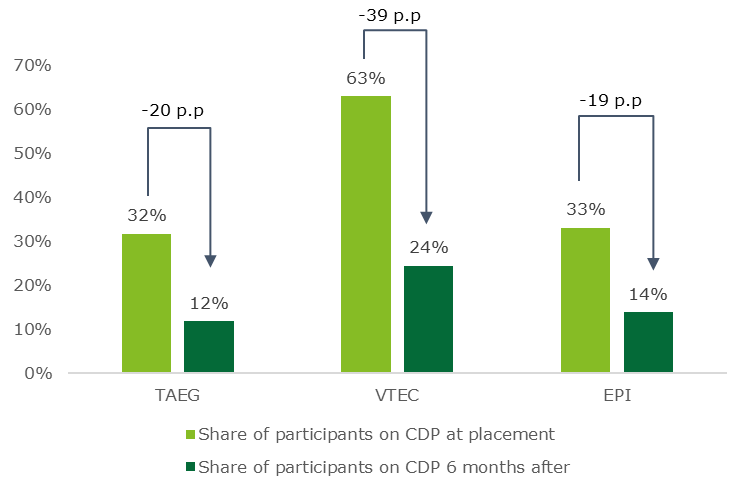 -39 p.p
70%
63%
-20 p.p
60%
-19 p.p
50%
40%
32%
33%
30%
24%
20%
12%
14%
10%
0%
TAEG
VTEC
EPI
Share of participants on CDP at placement
Share of participants on CDP 6 months after